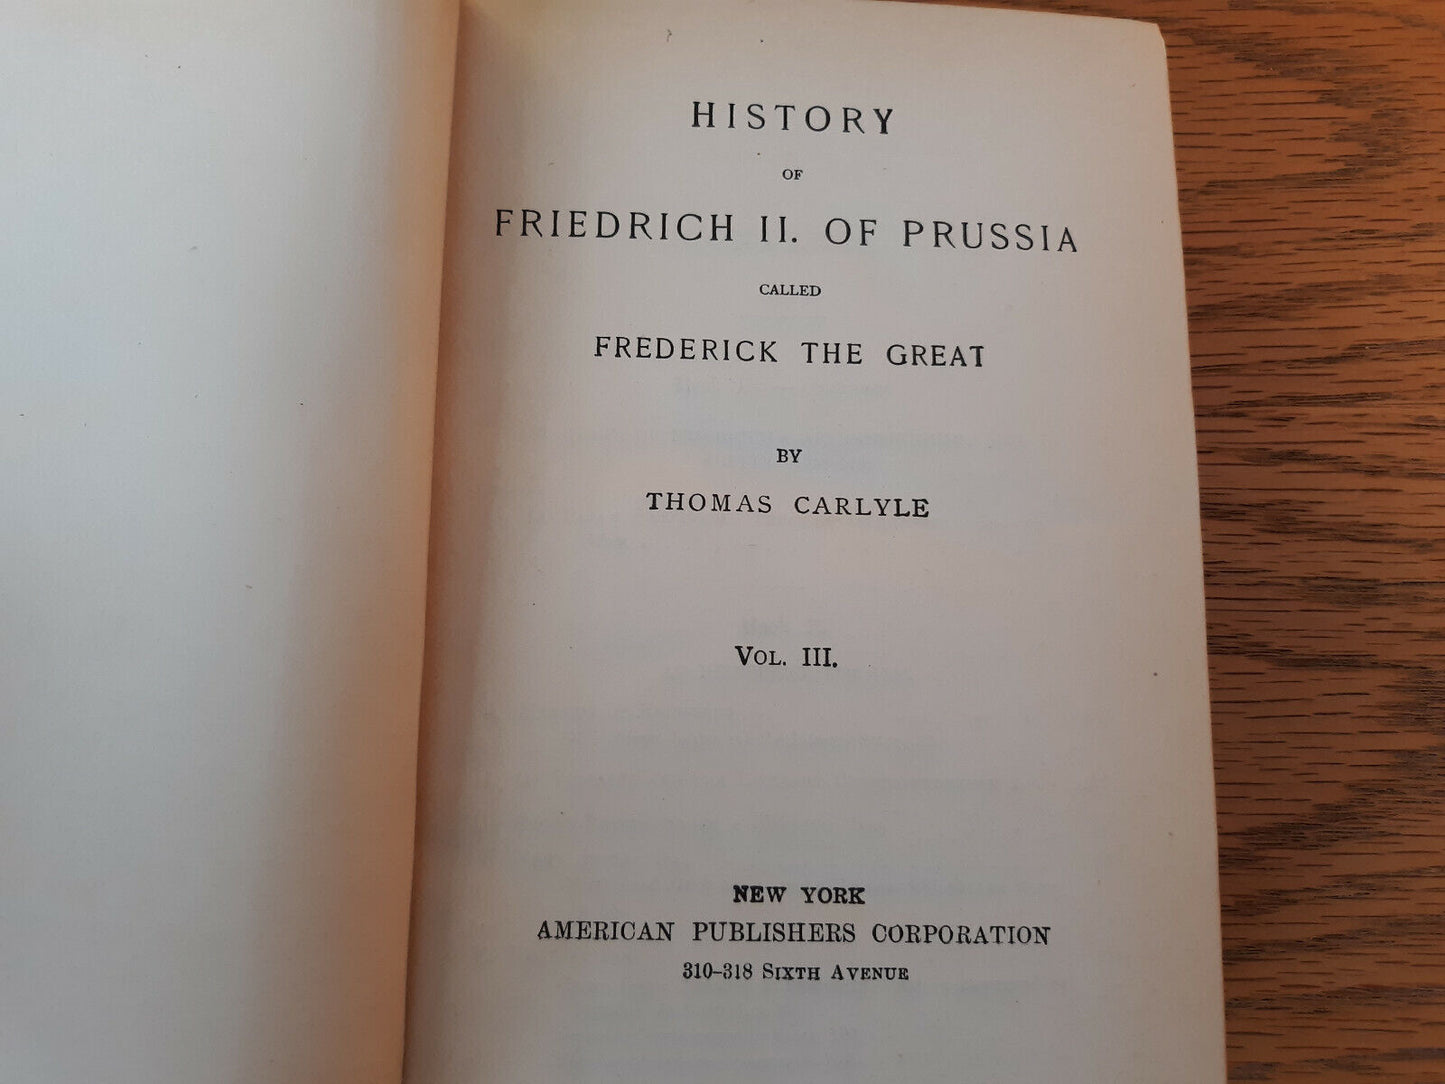 HISTORY
OF
FRIEDRICH II. OF PRUSSIA
CALLED
FREDERICK THE GREAT
BY
THOMAS CARLYLE
VOL. III.
NEW YORK
AMERICAN PUBLISHERS CORPORATION
310–318 SIXTH AVENUE